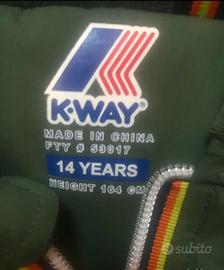 K-WAY®
MADE IN CHINA
FTY # 53017
14 YEARS
HEIGHT 164 CM
subito